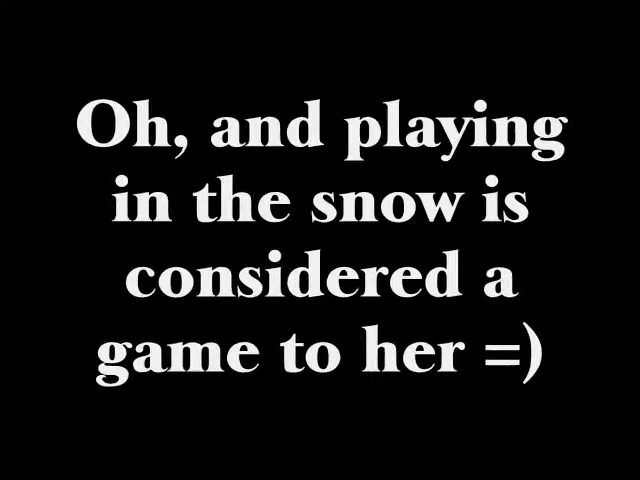 Oh, and playing
in the snow is
considered a
game to her =)